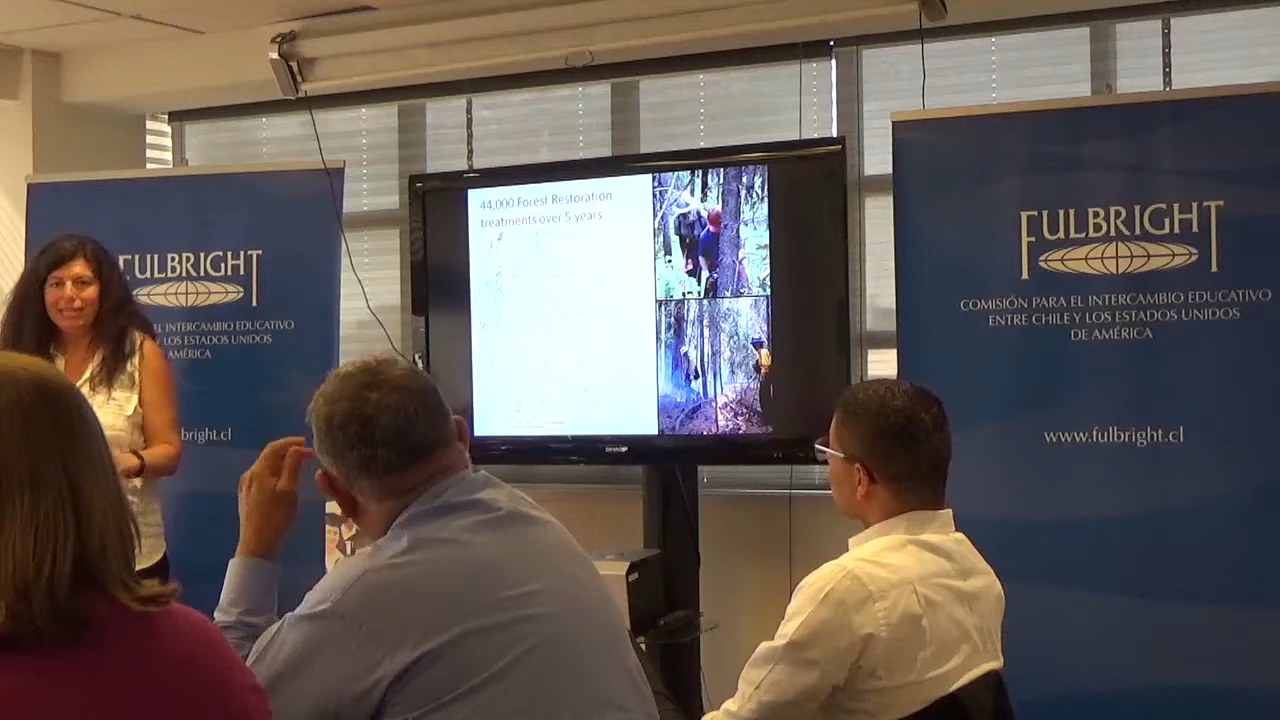 FULBRIGHT
EL INTERCAMBIO EDUCATIVO
Y LOS ESTADOS UNIDOS
AMÉRICA
bright.cl
44,000 Forest Restoration
treatments over 5 years
SHARP
FULBRIGHT
COMISIÓN PARA EL INTERCAMBIO EDUCATIVO
ENTRE CHILE Y LOS ESTADOS UNIDOS
DE AMÉRICA
www.fulbright.cl